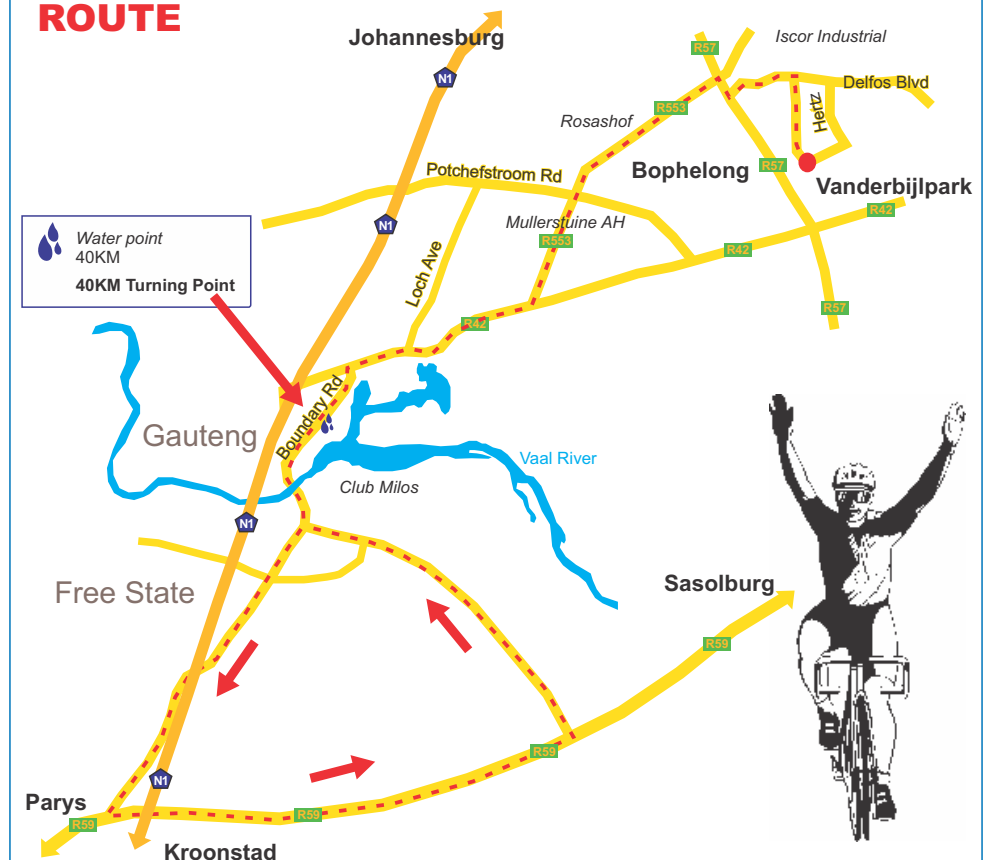 ROUTE
Johannesburg
Iscor Industrial
R57
N1
Delfos Blvd
R553
Hertz
Rosashof
Bophelong
R57
Potchefstroom Rd
Vanderbijlpark
R42
Mullerstuine AH
N1
R553
R42
Water point
40KM
40KM Turning Point
Loch Ave
R57
R42
Boundary Rd
Gauteng
Vaal River
Club Milos
N1
Free State
Sasolburg
R59
R59
N1
Parys
R59
R59
Kroonstad